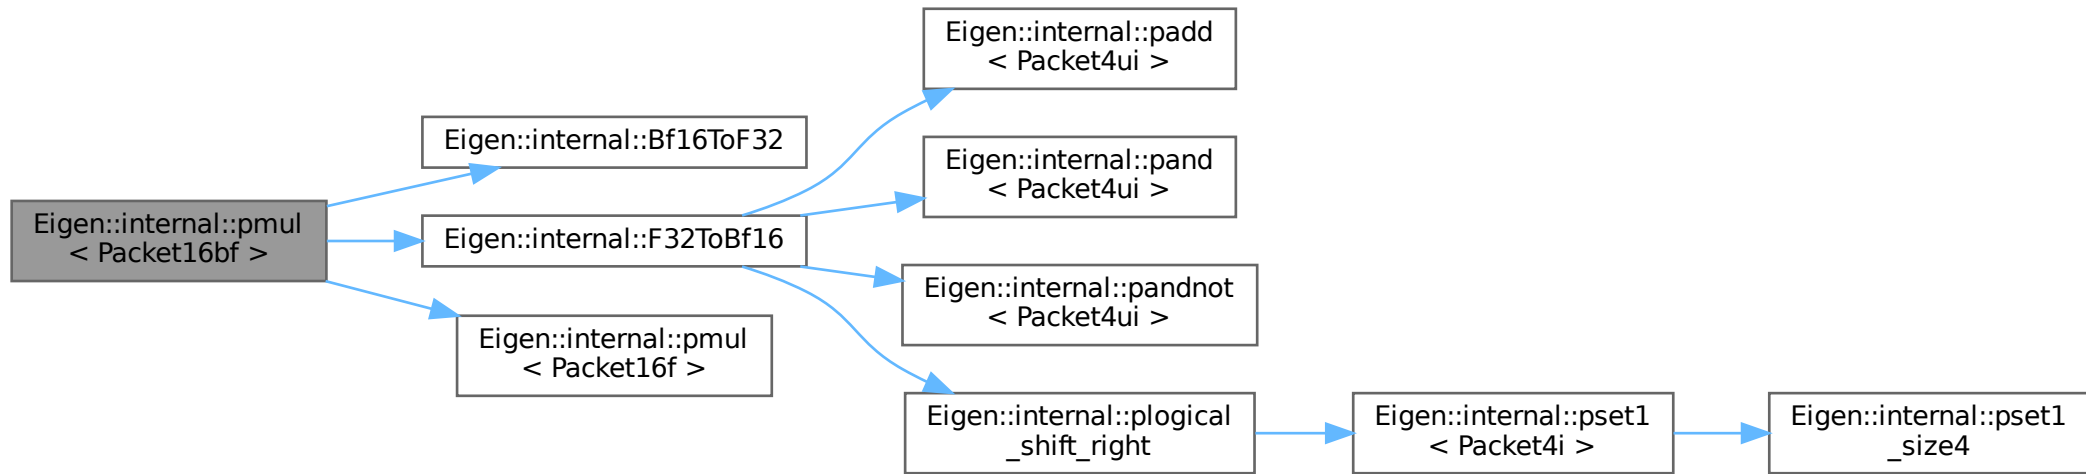 Eigen::internal::pmul
< Packet16bf >
Eigen::internal::Bf16ToF32
Eigen::internal::F32ToBf16
Eigen::internal::pmul
< Packet16f >
Eigen::internal::padd
< Packet4ui >
Eigen::internal::pand
< Packet4ui >
Eigen::internal::pandnot
< Packet4ui >
Eigen::internal::plogical
_shift_right
Eigen::internal::pset1
< Packet4i >
Eigen::internal::pset1
_size4